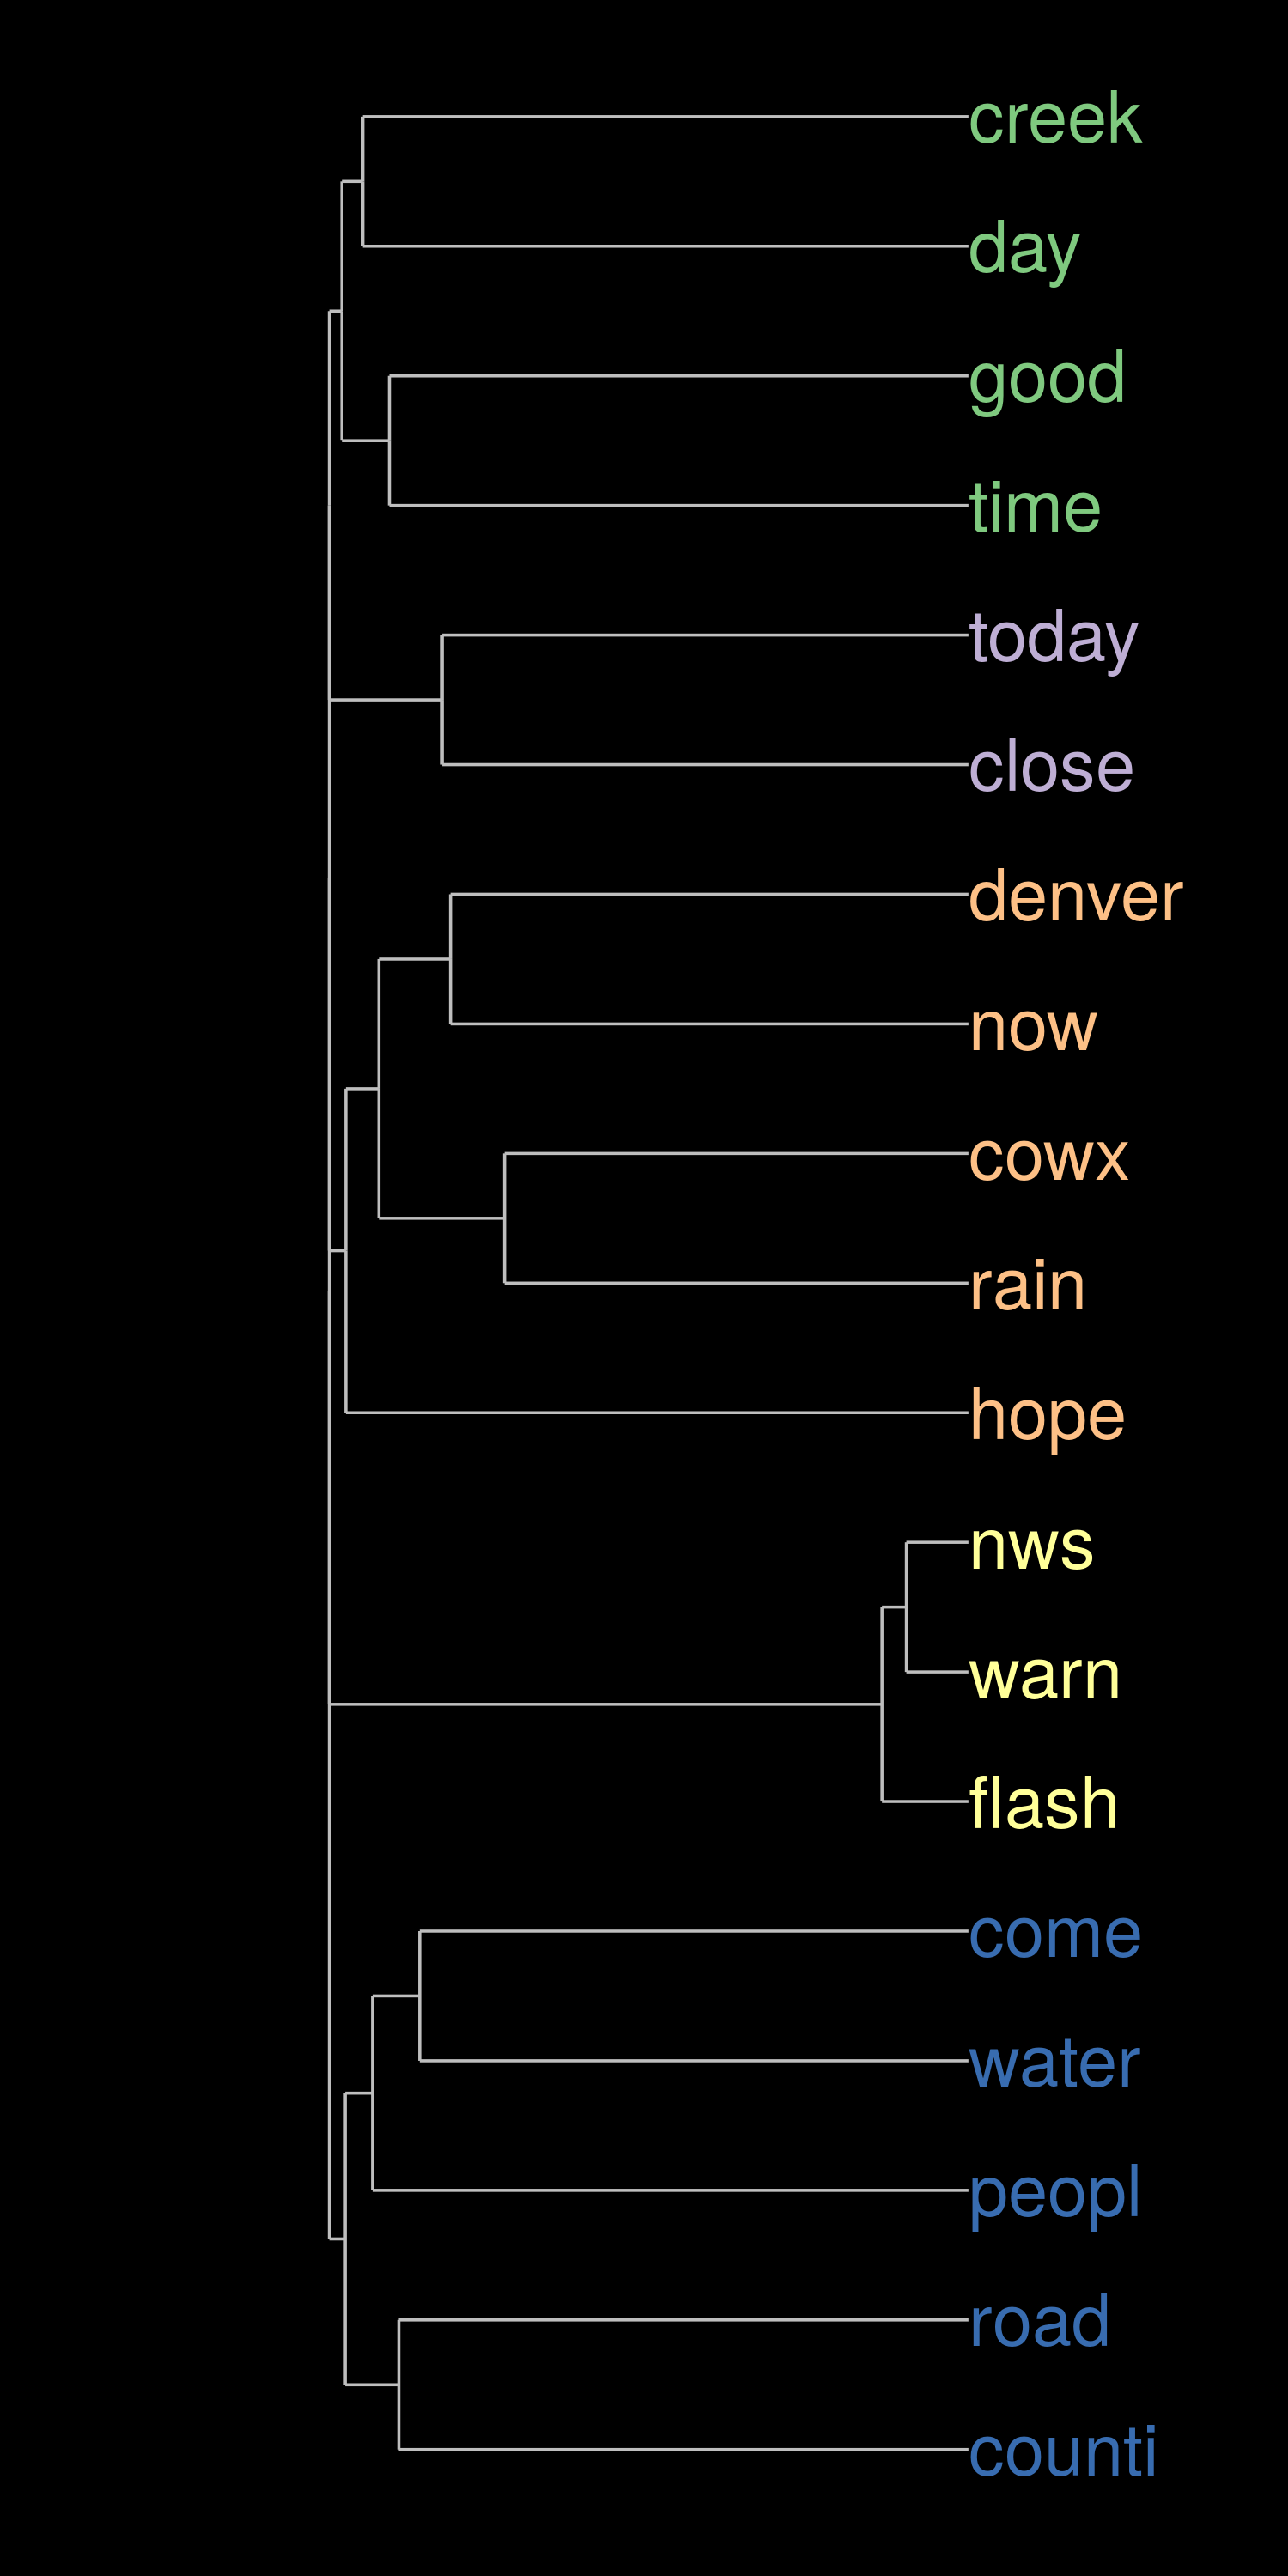 creek
day
good
time
today
close
denver
now
cowx
rain
hope
nws
warn
flash
come
water
peopl
road
counti